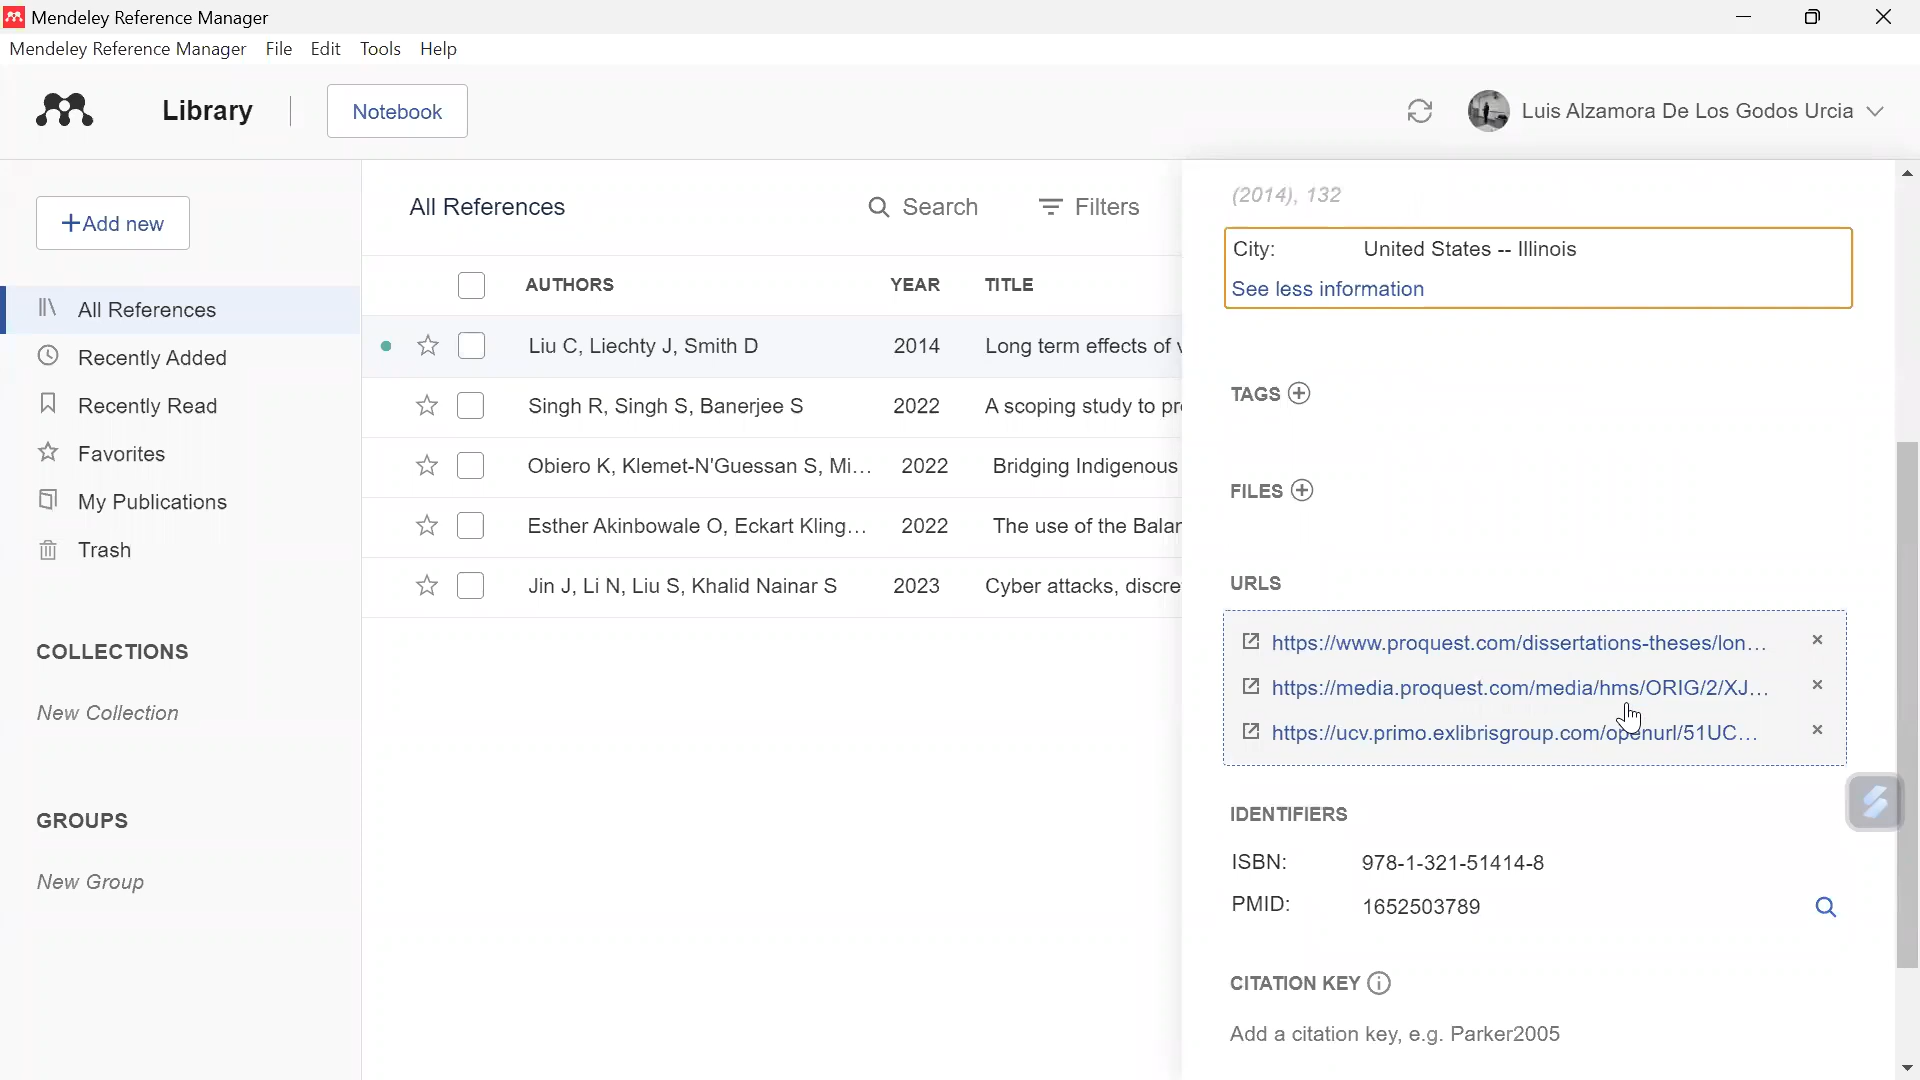 Mendeley Reference Manager
Mendeley Reference Manager File Edit Tools Help
Library
Notebook
Luis Alzamora De Los Godos Urcia
+Add new
All References
Recently Added
Recently Read
Favorites
My Publications
Trash
COLLECTIONS
New Collection
GROUPS
New Group
All References
Search
Filters
AUTHORS YEAR TITLE
Liu C, Liechty J, Smith D 2014 Long term effects of
Singh R, Singh S, Banerjee S 2022 A scoping study to pr
Obiero K, Klemet-N'Guessan S, Mi... 2022 Bridging Indigenous
Esther Akinbowale O, Eckart Kling... 2022 The use of the Balar
Jin J, Li N, Liu S, Khalid Nainar S 2023 Cyber attacks, discre
(2014), 132
City: United States -- Illinois
See less information
TAGS
FILES
URLS
https://www.proquest.com/dissertations-theses/lon...
https://media.proquest.com/media/hms/ORIG/2/XJ...
https://ucv.primo.exlibrisgroup.com/openurl/51UC...
IDENTIFIERS
ISBN: 978-1-321-51414-8
PMID: 1652503789
CITATION KEY
Add a citation key, e.g. Parker2005